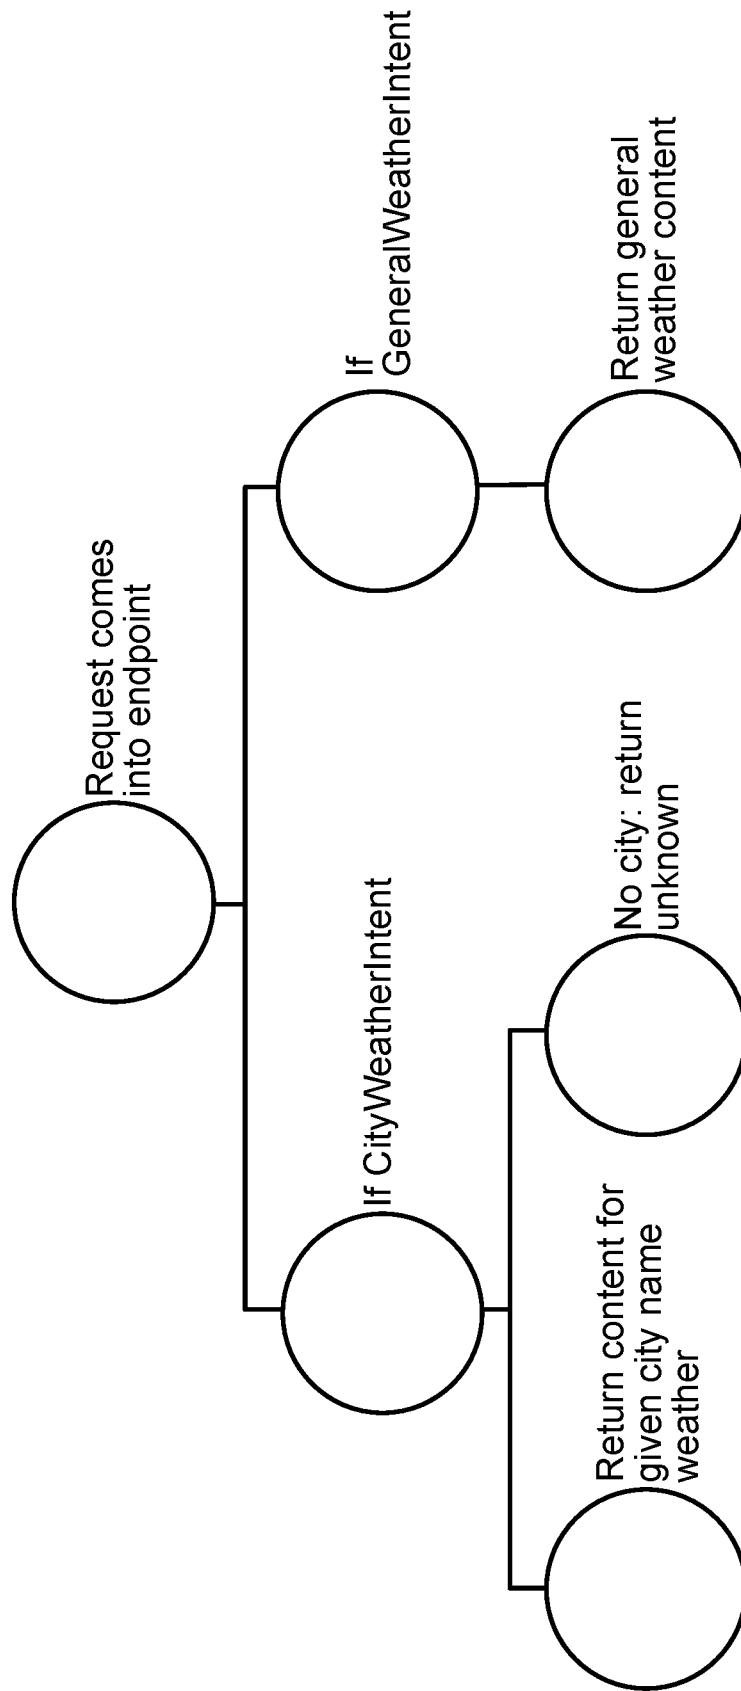 Request comes
into endpoint
If CityWeatherIntent
If
GeneralWeatherIntent
Return content for
given city name
weather
No city: return
unknown
Return general
weather content